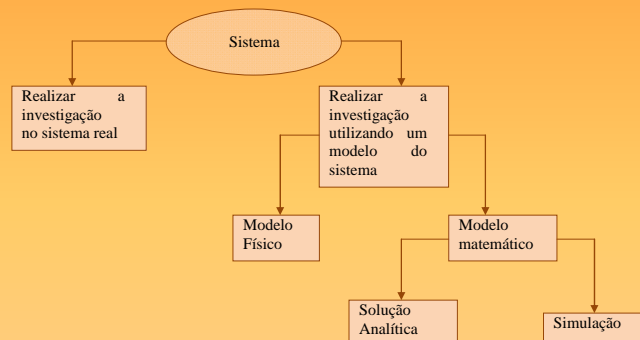 Sistema
Realizar a
investigação
no sistema real
Realizar a
investigação
utilizando um
modelo do
sistema
Modelo
Físico
Modelo
matemático
Solução
Analítica
Simulação